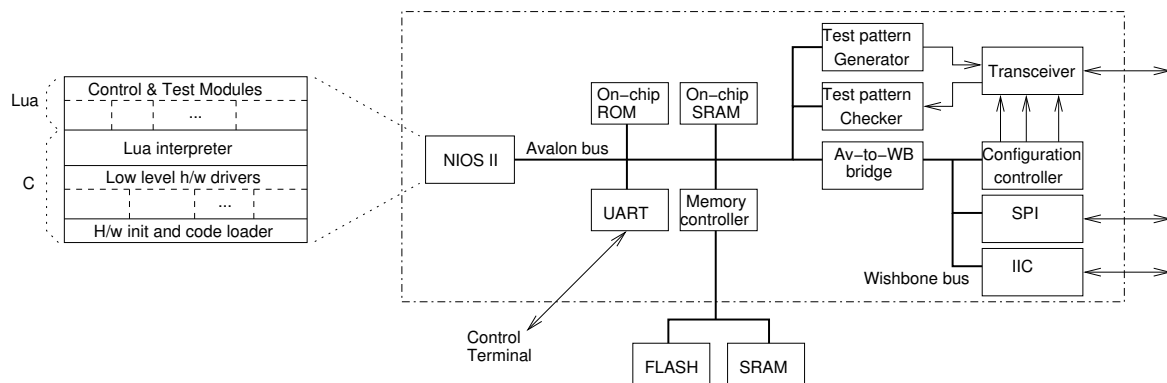 Lua
C
Control & Test Modules
...
Lua interpreter
Low level h/w drivers
...
H/w init and code loader
NIOS II
Avalon bus
On-chip
ROM
On-chip
SRAM
UART
Memory
controller
Control
Terminal
FLASH
SRAM
Test pattern
Generator
Test pattern
Checker
Av-to-WB
bridge
Transceiver
Configuration
controller
SPI
IIC
Wishbone bus